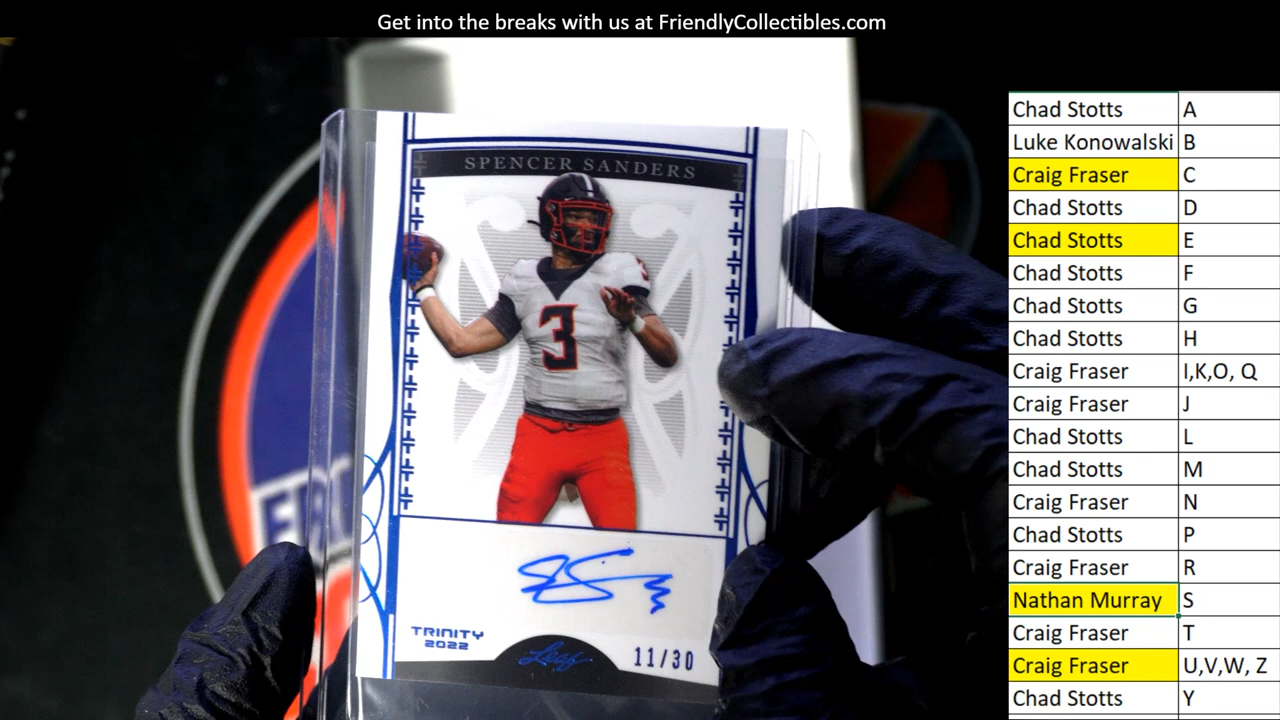 Get into the breaks with us at FriendlyCollectibles.com
SPENCER SANDERS
3
TRINITY
2022
Leaf
11/30
Chad Stotts A
Luke Konowalski B
Craig Fraser C
Chad Stotts D
Chad Stotts E
Chad Stotts F
Chad Stotts G
Chad Stotts H
Craig Fraser I,K,O, Q
Craig Fraser J
Chad Stotts L
Chad Stotts M
Craig Fraser N
Chad Stotts P
Craig Fraser R
Nathan Murray S
Craig Fraser T
Craig Fraser U,V,W, Z
Chad Stotts Y